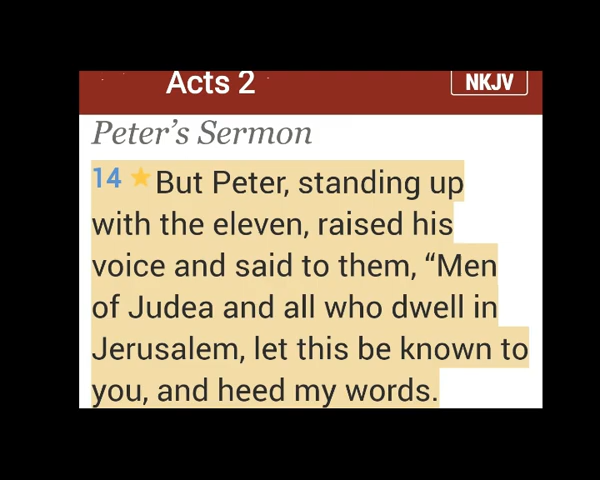 Acts 2 NKJV
Peter’s Sermon
14 But Peter, standing up
with the eleven, raised his
voice and said to them, “Men
of Judea and all who dwell in
Jerusalem, let this be known to
you, and heed my words.